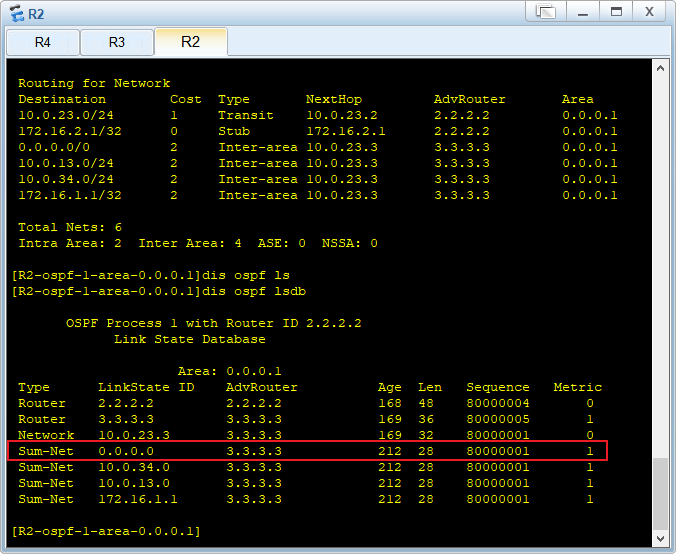 R2
R4 R3 R2
Routing for Network
Destination Cost Type NextHop AdvRouter Area
10.0.23.0/24 1 Transit 10.0.23.2 2.2.2.2 0.0.0.1
172.16.2.1/32 0 Stub 172.16.2.1 2.2.2.2 0.0.0.1
0.0.0.0/0 2 Inter-area 10.0.23.3 3.3.3.3 0.0.0.1
10.0.13.0/24 2 Inter-area 10.0.23.3 3.3.3.3 0.0.0.1
10.0.34.0/24 2 Inter-area 10.0.23.3 3.3.3.3 0.0.0.1
172.16.1.1/32 2 Inter-area 10.0.23.3 3.3.3.3 0.0.0.1
Total Nets: 6
Intra Area: 2 Inter Area: 4 ASE: 0 NSSA: 0
[R2-ospf-1-area-0.0.0.1]dis ospf ls
[R2-ospf-1-area-0.0.0.1]dis ospf lsdb
OSPF Process 1 with Router ID 2.2.2.2
Link State Database
Area: 0.0.0.1
Type LinkState ID AdvRouter Age Len Sequence Metric
Router 2.2.2.2 2.2.2.2 168 48 80000004 0
Router 3.3.3.3 3.3.3.3 169 36 80000005 1
Network 10.0.23.3 3.3.3.3 169 32 80000001 0
Sum-Net 0.0.0.0 3.3.3.3 212 28 80000001 1
Sum-Net 10.0.34.0 3.3.3.3 212 28 80000001 1
Sum-Net 10.0.13.0 3.3.3.3 212 28 80000001 1
Sum-Net 172.16.1.1 3.3.3.3 212 28 80000001 1
[R2-ospf-1-area-0.0.0.1]